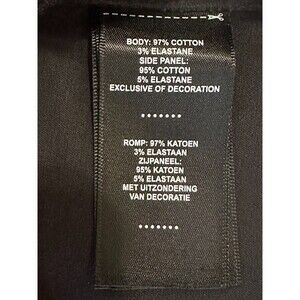 BODY: 97% COTTON
3% ELASTANE
SIDE PANEL:
95% COTTON
5% ELASTANE
EXCLUSIVE OF DECORATION
.......
ROMP: 97% KATOEN
3% ELASTAAN
ZIJPANEEL:
95% KATOEN
5% ELASTAAN
MET UITZONDERING
VAN DECORATIE
.......